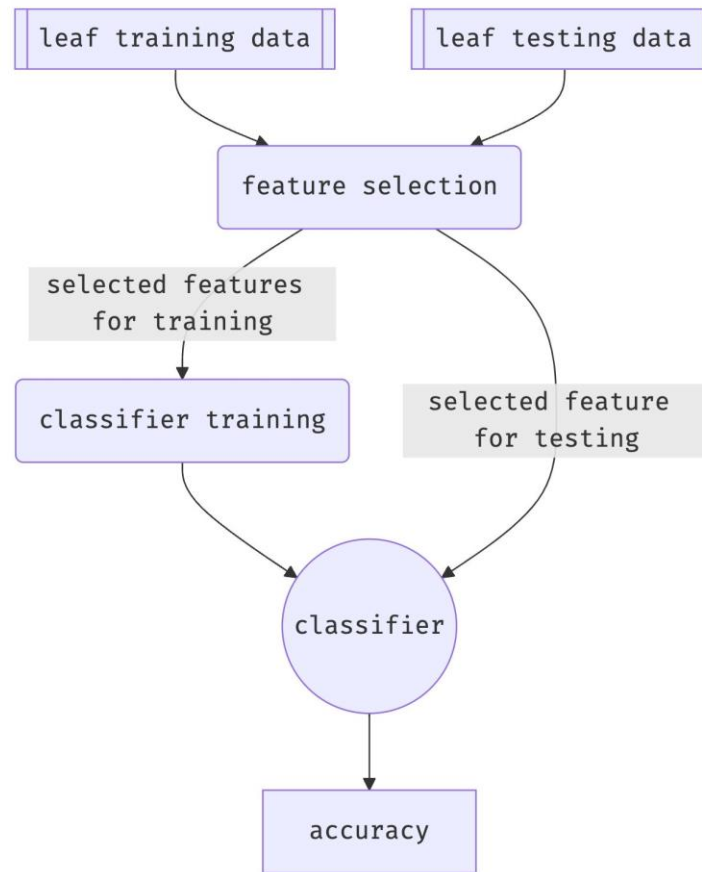 leaf training data
leaf testing data
feature selection
selected features
for training
classifier training
selected feature
for testing
classifier
accuracy